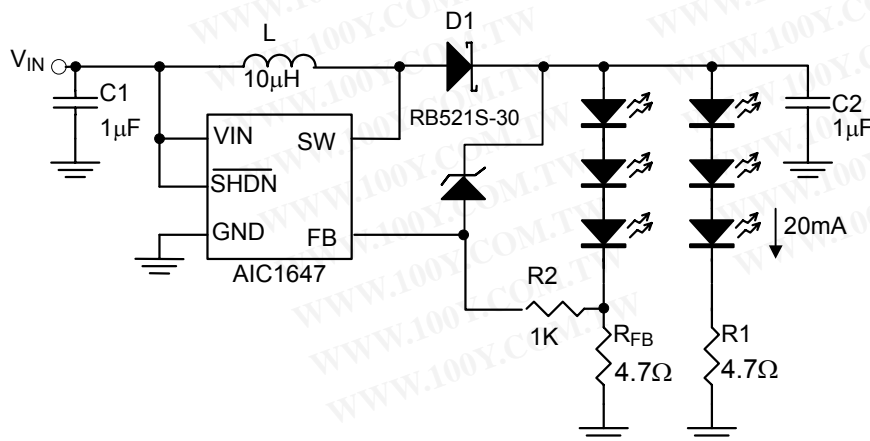 L
D1
VIN
10μH
C1
1μF
RB521S-30
C2
1μF
VIN
SW
SHDN
GND
FB
AIC1647
20mA
R2
1K
RFB
4.7Ω
R1
4.7Ω
WWW.100Y.COM.TW